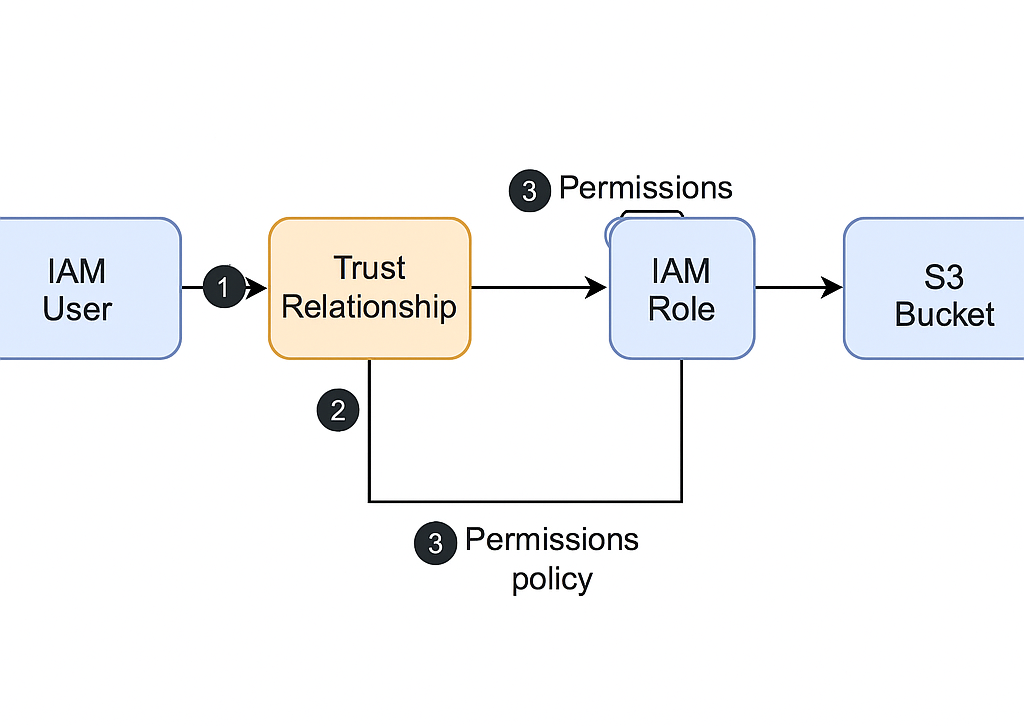 3 Permissions
IAM
User
1
Trust
Relationship
IAM
Role
S3
Bucket
2
3 Permissions
policy